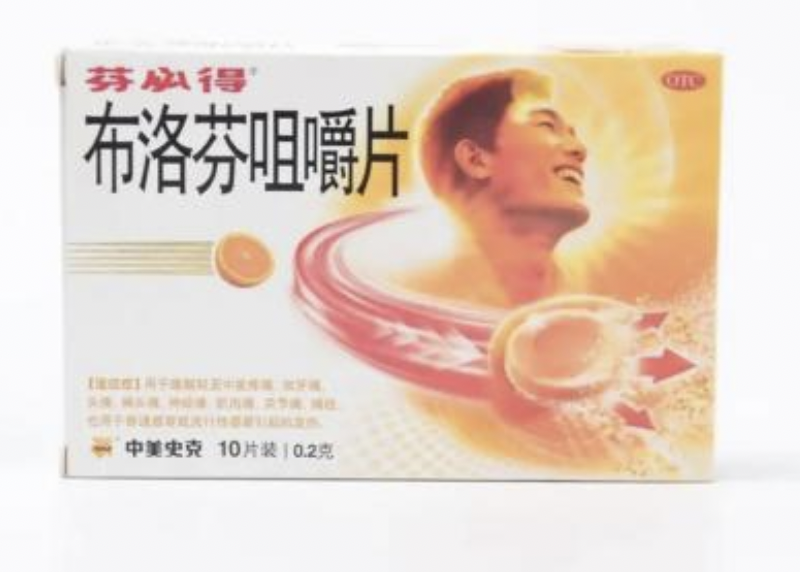 芬必得®
OTC
布洛芬咀嚼片
【适应症】用于缓解轻至中度疼痛，如牙痛、
头痛、偏头痛、神经痛、肌肉痛、关节痛、痛经，
也用于普通感冒或流行性感冒引起的发热。
中美史克 10片装 | 0.2克